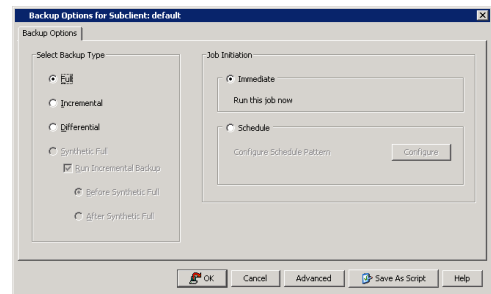 Backup Options for Subclient: default
Backup Options
Select Backup Type
Full
Incremental
Differential
Synthetic Full
Run Incremental Backup
Before Synthetic Full
After Synthetic Full
Job Initiation
Immediate
Run this job now
Schedule
Configure Schedule Pattern
Configure
OK
Cancel
Advanced
Save As Script
Help